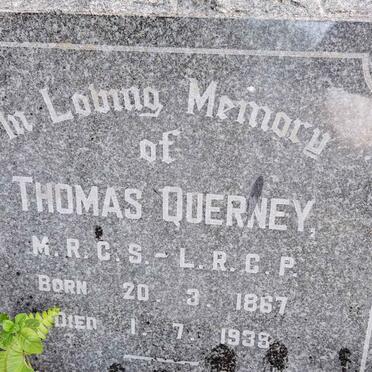 In Loving Memory
of
THOMAS QUERNEY,
M.R.C.S. - L.R.C.P.
BORN 20. 3. 1867
DIED 1. 7. 1938